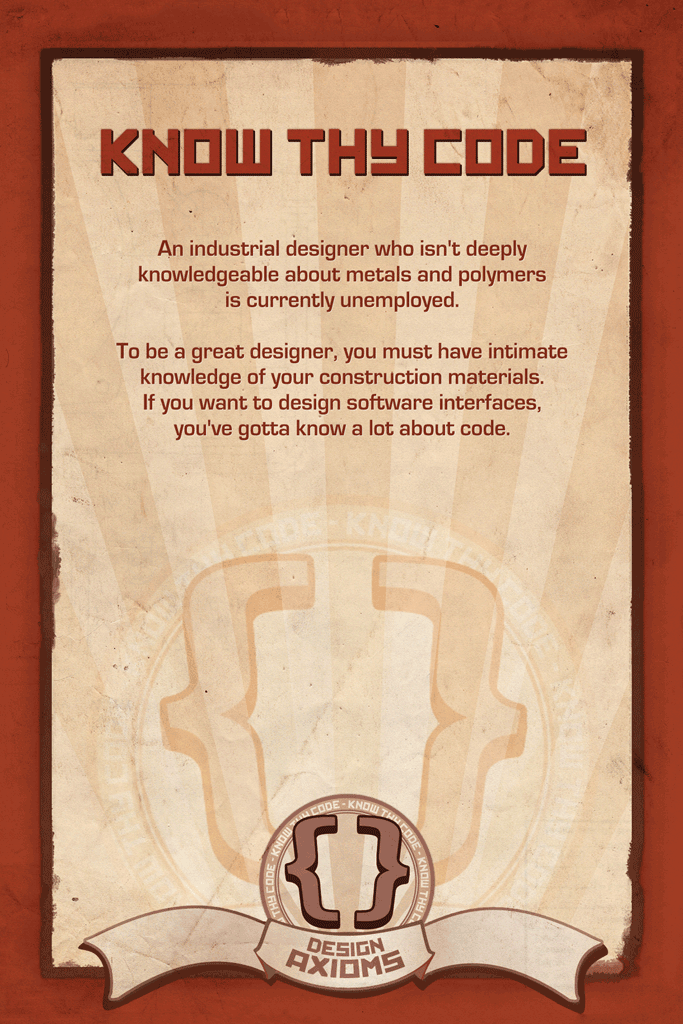 KNOW THY CODE
An industrial designer who isn't deeply
knowledgeable about metals and polymers
is currently unemployed.
To be a great designer, you must have intimate
knowledge of your construction materials.
If you want to design software interfaces,
you've gotta know a lot about code.
KNOW THY CODE - KNOW THY CODE - KNOW THY CODE
{ }
DESIGN
AXIOMS